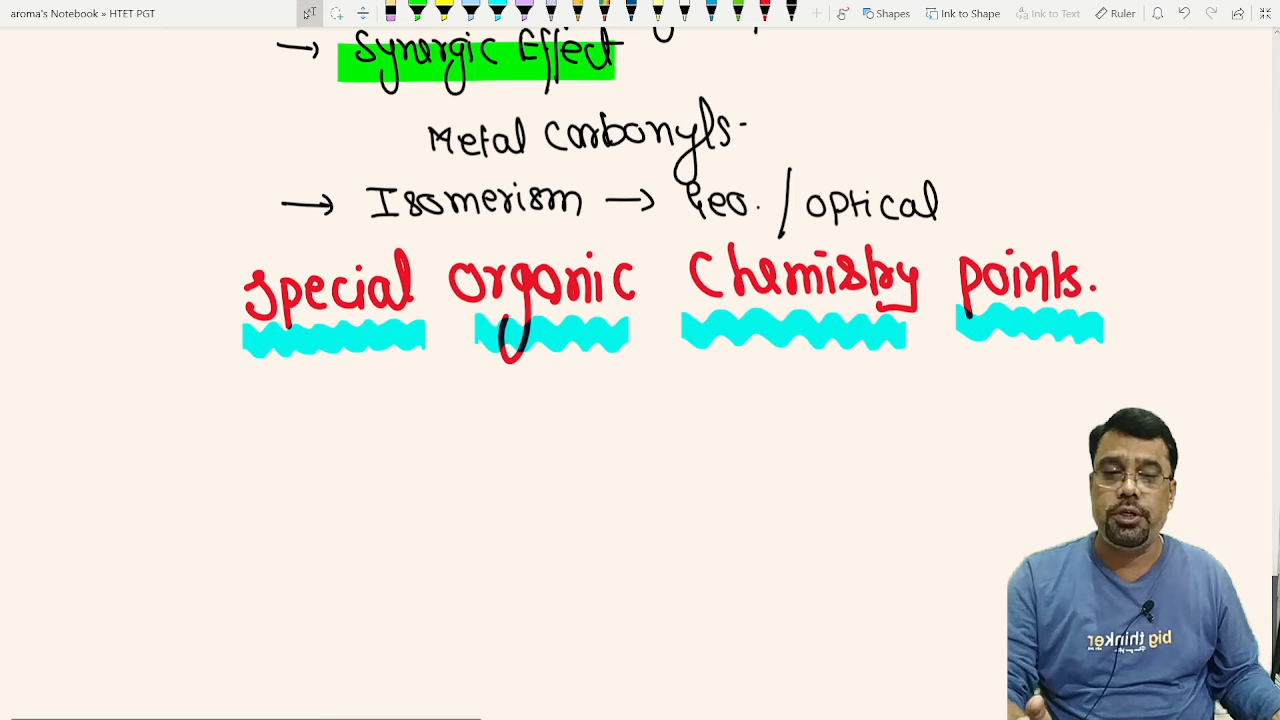 aroma's Notebook » HTET PGT
Shapes Ink to Shape Ink to Text Ruler
→ Synergic Effect
Metal Carbonyls.
→ Isomerism → Geo. / optical
Special Organic Chemistry points.
big thinker